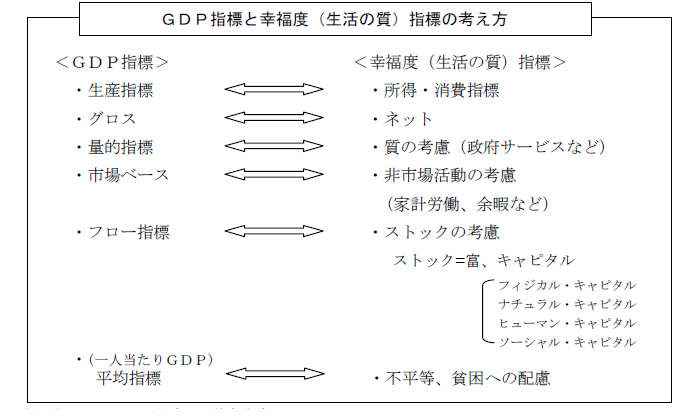 ＧＤＰ指標と幸福度（生活の質）指標の考え方
＜ＧＤＰ指標＞ ＜幸福度（生活の質）指標＞
・生産指標 ・所得・消費指標
・グロス ・ネット
・量的指標 ・質の考慮（政府サービスなど）
・市場ベース ・非市場活動の考慮
（家計労働、余暇など）
・フロー指標 ・ストックの考慮
ストック=富、キャピタル
フィジカル・キャピタル
ナチュラル・キャピタル
ヒューマン・キャピタル
ソーシャル・キャピタル
・（一人当たりＧＤＰ）
平均指標 ・不平等、貧困への配慮